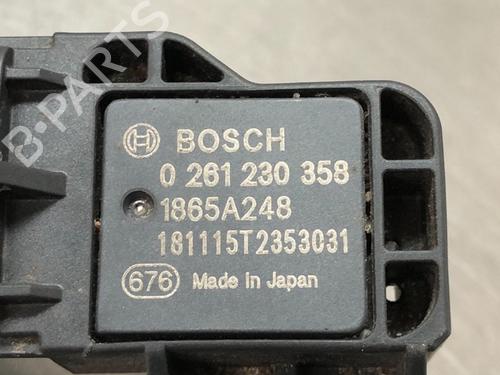 B-PARTS
BOSCH
0 261 230 358
1865A248
181115T2353031
676 Made in Japan